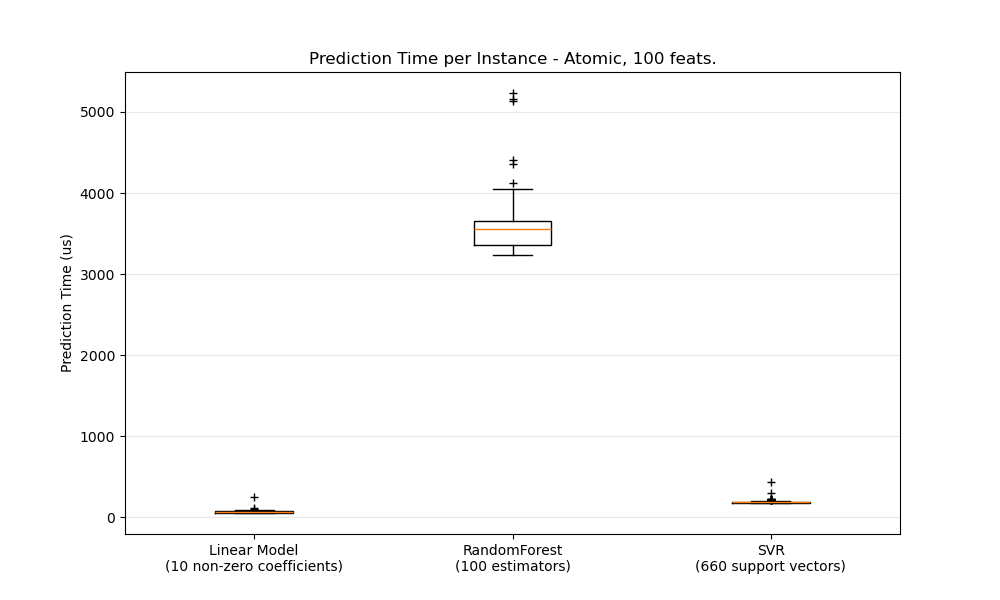 Prediction Time per Instance - Atomic, 100 feats.
Prediction Time (us)
5000
4000
3000
2000
1000
0
Linear Model
(10 non-zero coefficients)
RandomForest
(100 estimators)
SVR
(660 support vectors)